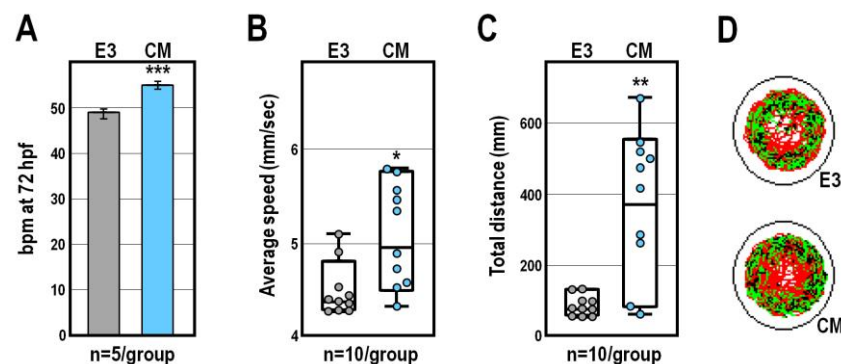 A
E3 CM
***
bpm at 72 hpf
50
40
30
20
10
0
n=5/group
B
E3 CM
*
Average speed (mm/sec)
6
5
4
n=10/group
C
E3 CM
**
Total distance (mm)
600
400
200
0
n=10/group
D
E3
CM